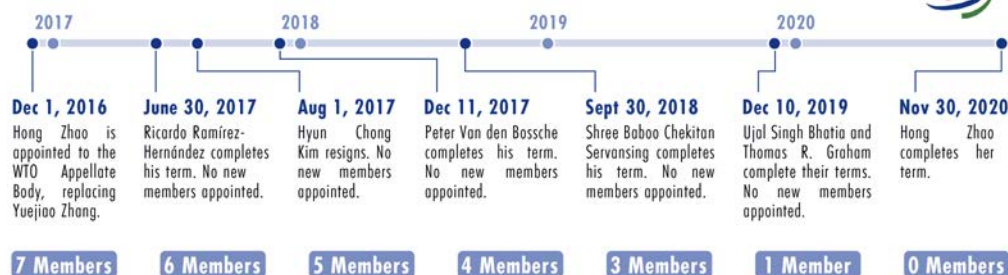 2017
2018
2019
2020
Dec 1, 2016
Hong Zhao is
appointed to the
WTO Appellate
Body, replacing
Yuejiao Zhang.
June 30, 2017
Ricardo Ramírez-
Hernández completes
his term. No new
members appointed.
Aug 1, 2017
Hyun Chong
Kim resigns. No
new members
appointed.
Dec 11, 2017
Peter Van den Bossche
completes his term.
No new members
appointed.
Sept 30, 2018
Shree Baboo Chekitan
Servansing completes
his term. No new
members appointed.
Dec 10, 2019
Ujal Singh Bhatia and
Thomas R. Graham
complete their terms.
No new members
appointed.
Nov 30, 2020
Hong Zhao
completes her
term.
7 Members
6 Members
5 Members
4 Members
3 Members
1 Member
0 Members